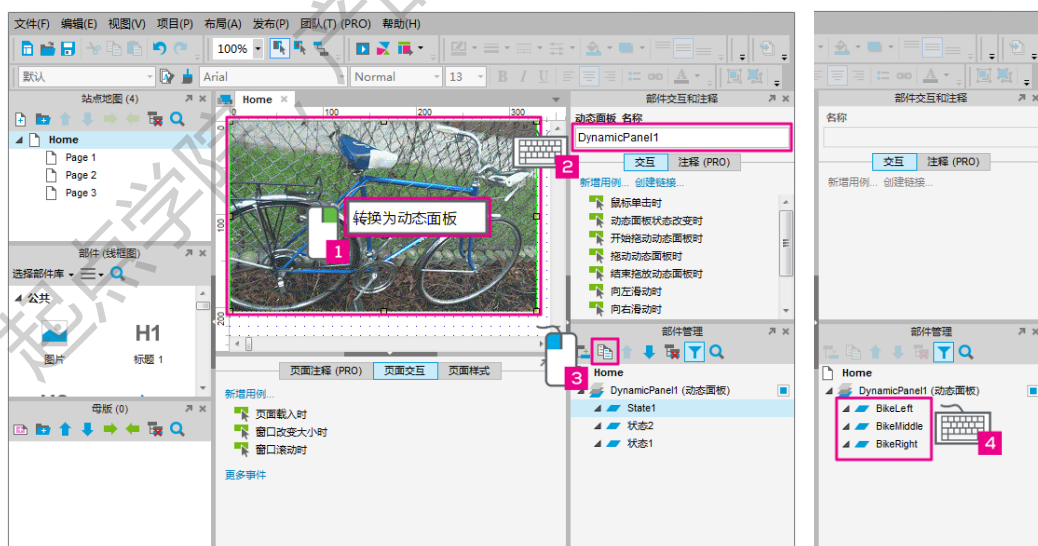 文件(F) 编辑(E) 视图(V) 项目(P) 布局(A) 发布(P) 团队(T) (PRO) 帮助(H)
100%
默认 Arial Normal 13 B I U
站点地图 (4)
Home
Page 1
Page 2
Page 3
部件 (线框图)
选择部件库
公共
图片
H1
标题 1
母版 (0)
Home
0 100 200 300
0
100
200
转换为动态面板
1
2
3
页面注释 (PRO) 页面交互 页面样式
新增用例...
页面载入时
窗口改变大小时
窗口滚动时
更多事件
部件交互和注释
动态面板 名称
DynamicPanel1
交互 注释 (PRO)
新增用例... 创建链接...
鼠标单击时
动态面板状态改变时
开始拖动动态面板时
拖动动态面板时
结束拖放动态面板时
向左滑动时
向右滑动时
部件管理
Home
DynamicPanel1 (动态面板)
State1
状态2
状态1
部件交互和注释
名称
交互 注释 (PRO)
新增用例... 创建链接...
部件管理
Home
DynamicPanel1 (动态面板)
BikeLeft
BikeMiddle
BikeRight
4
起点学院